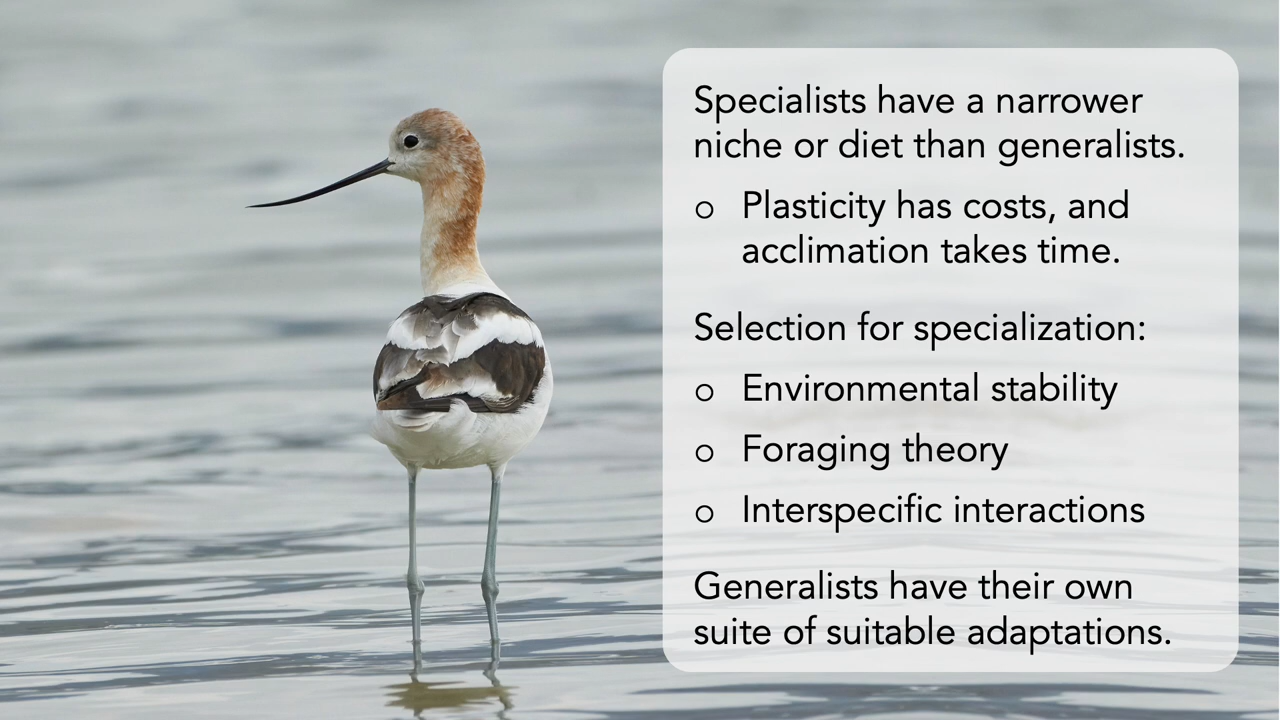 Specialists have a narrower
niche or diet than generalists.
○ Plasticity has costs, and
acclimation takes time.
Selection for specialization:
○ Environmental stability
○ Foraging theory
○ Interspecific interactions
Generalists have their own
suite of suitable adaptations.